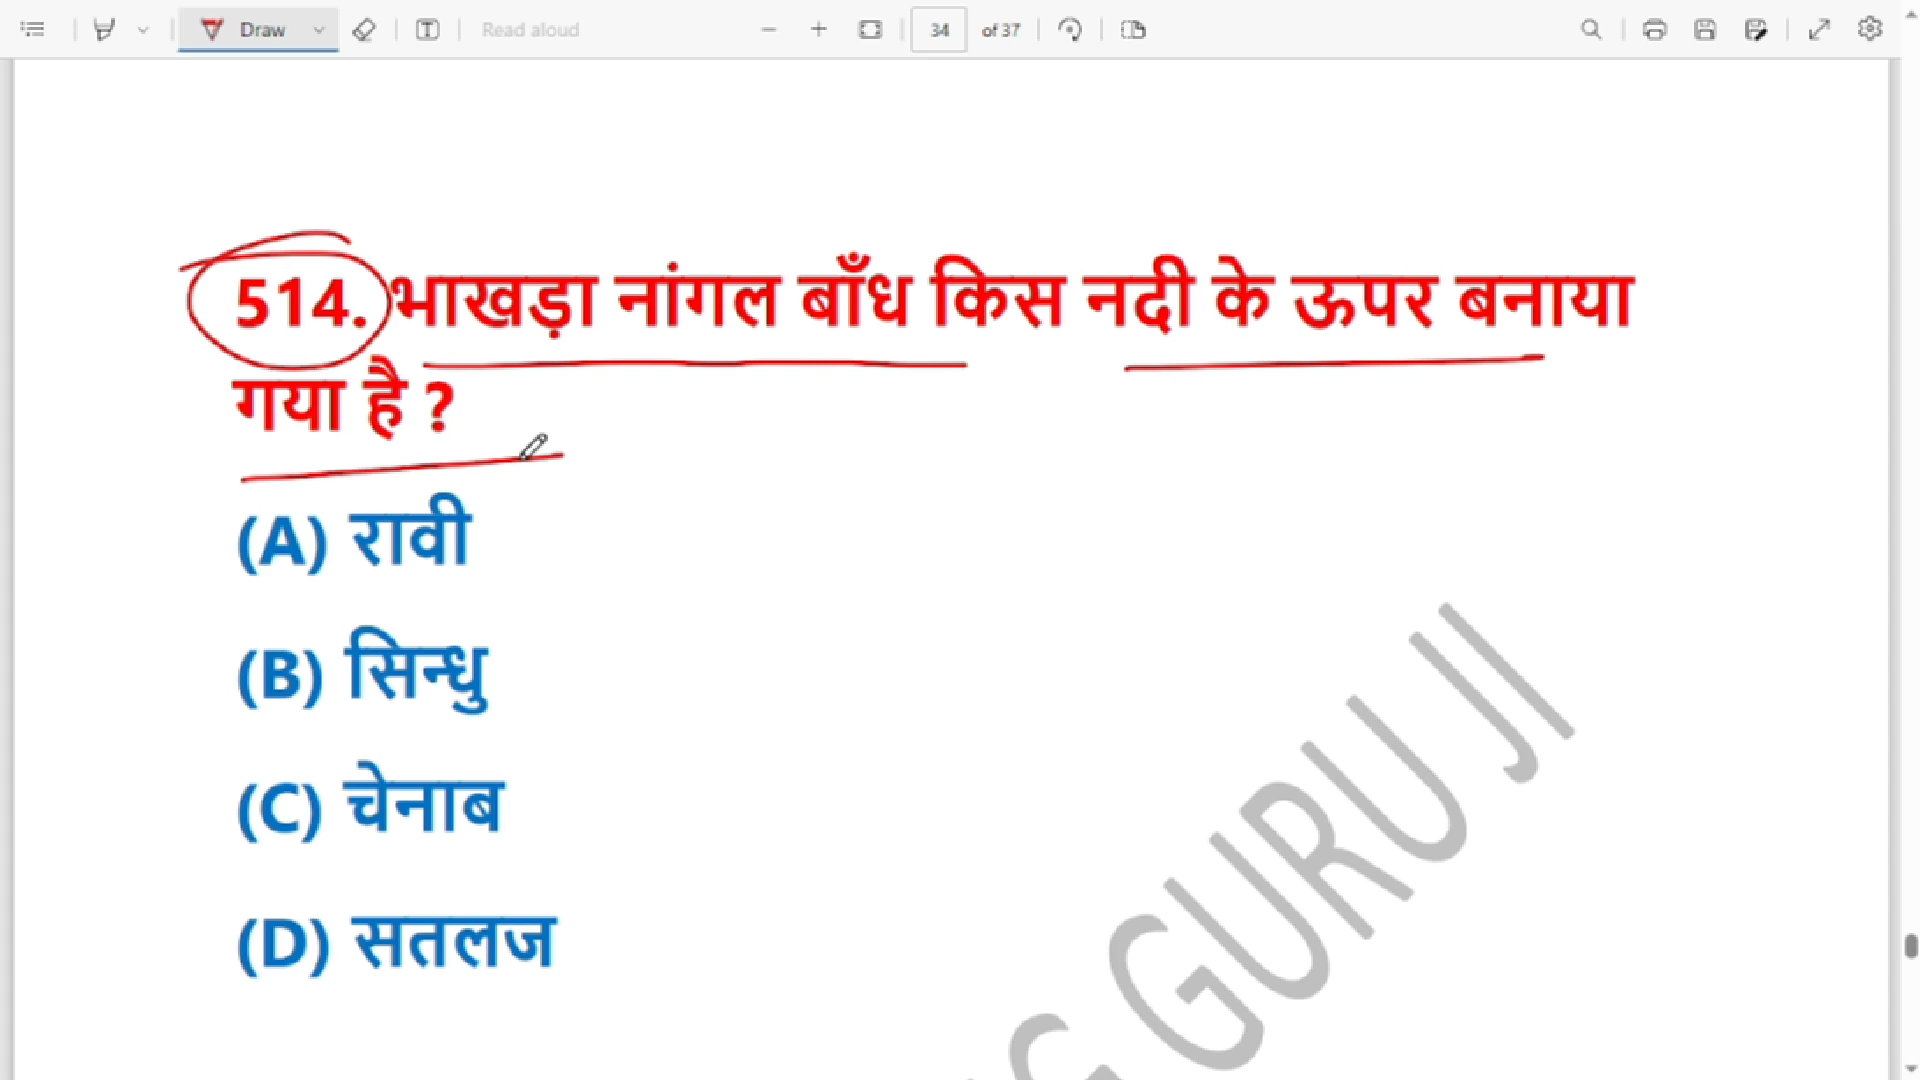 Draw
Read aloud
34 of 37
514. भाखड़ा नांगल बाँध किस नदी के ऊपर बनाया
गया है ?
(A) रावी
(B) सिन्धु
(C) चेनाब
(D) सतलज
G GURU JI